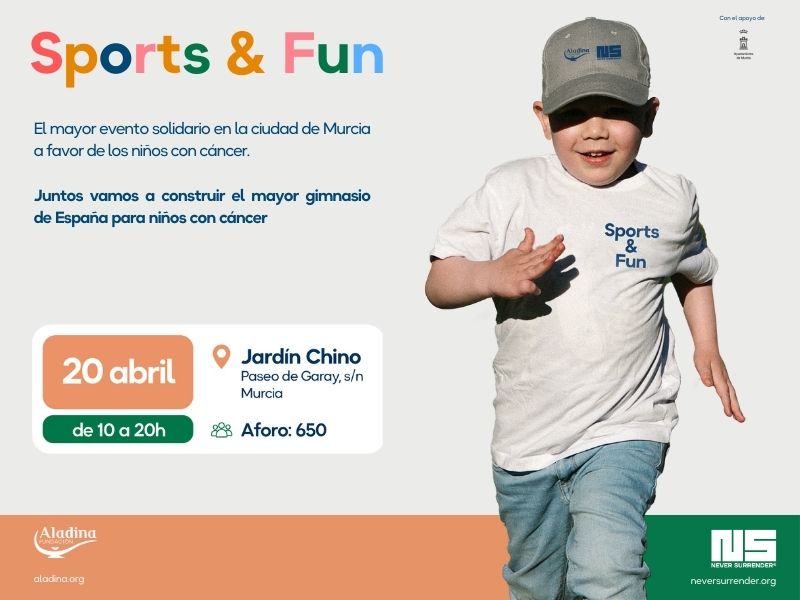 Sports & Fun
Con el apoyo de
Ayuntamiento
de Murcia
El mayor evento solidario en la ciudad de Murcia
a favor de los niños con cáncer.
Juntos vamos a construir el mayor gimnasio
de España para niños con cáncer
Aladina
NS
Sports
&
Fun
20 abril
de 10 a 20h
Jardín Chino
Paseo de Garay, s/n
Murcia
Aforo: 650
Aladina
FUNDACIÓN
aladina.org
NS
NEVER SURRENDER®
neversurrender.org